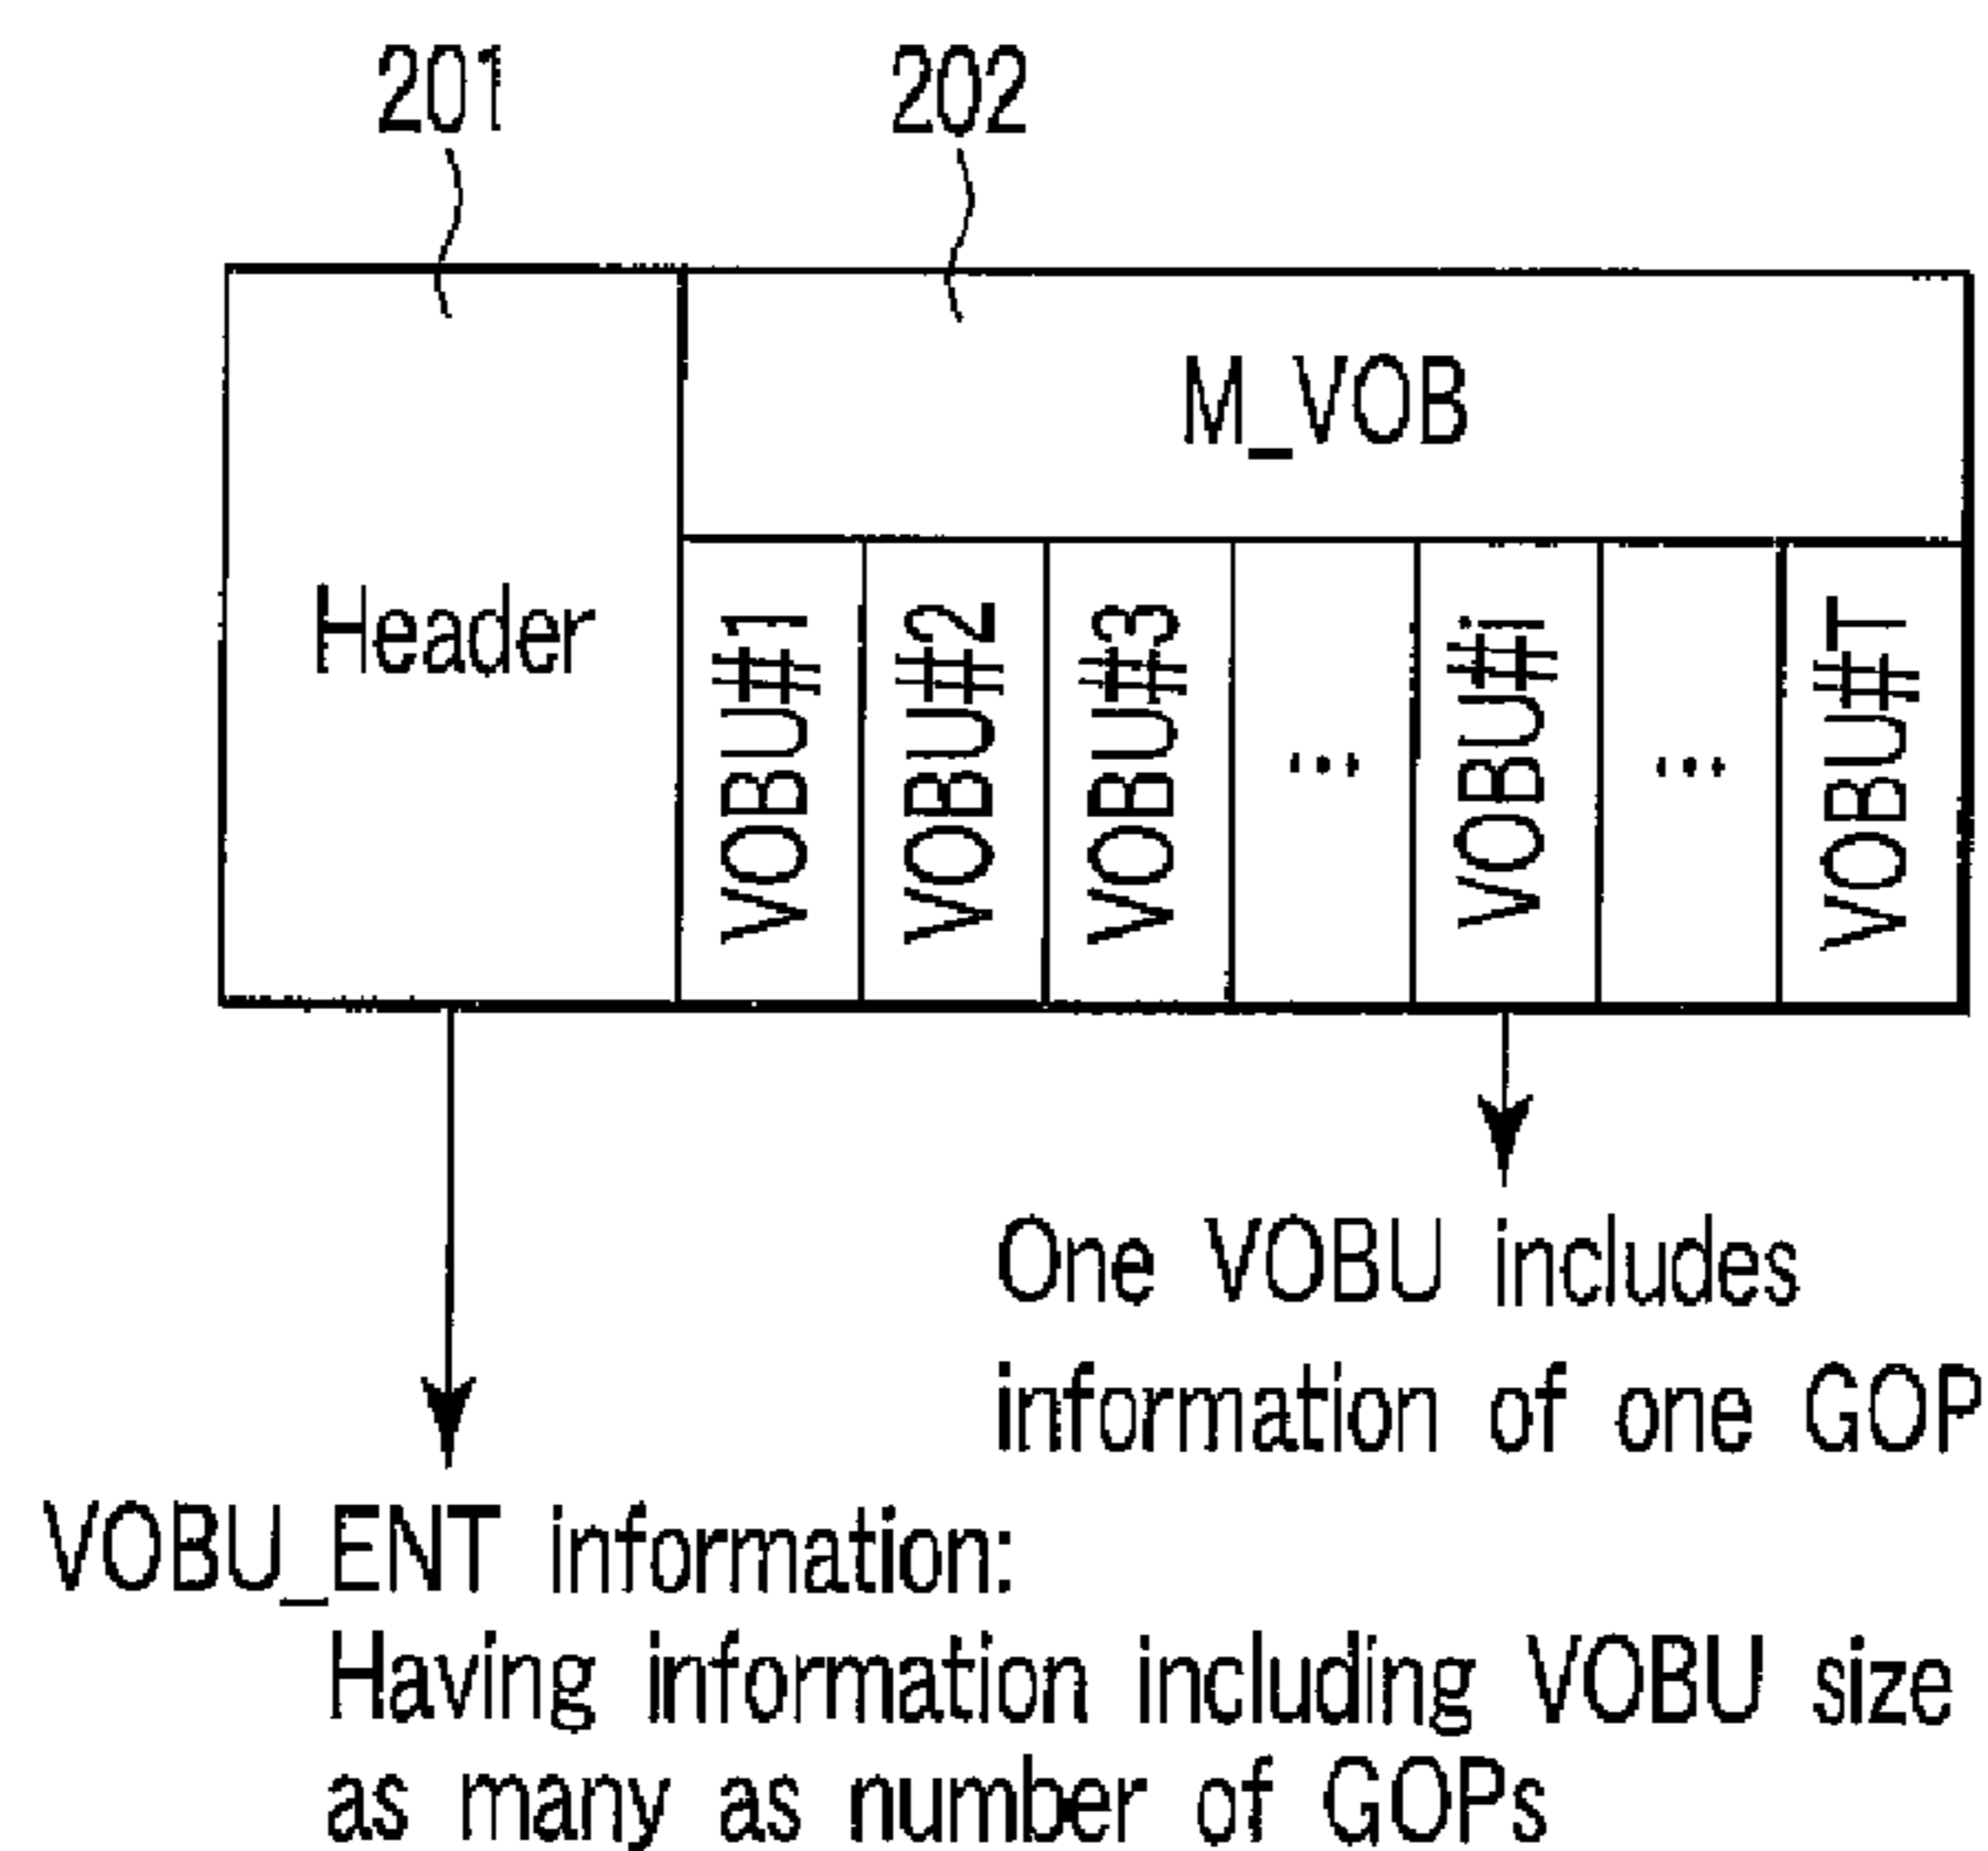 201
202
M_VOB
Header
VOBU#1
VOBU#2
VOBU#3
...
VOBU#i
...
VOBU#T
One VOBU includes
information of one GOP
VOBU_ENT information:
Having information including VOBU size
as many as number of GOPs